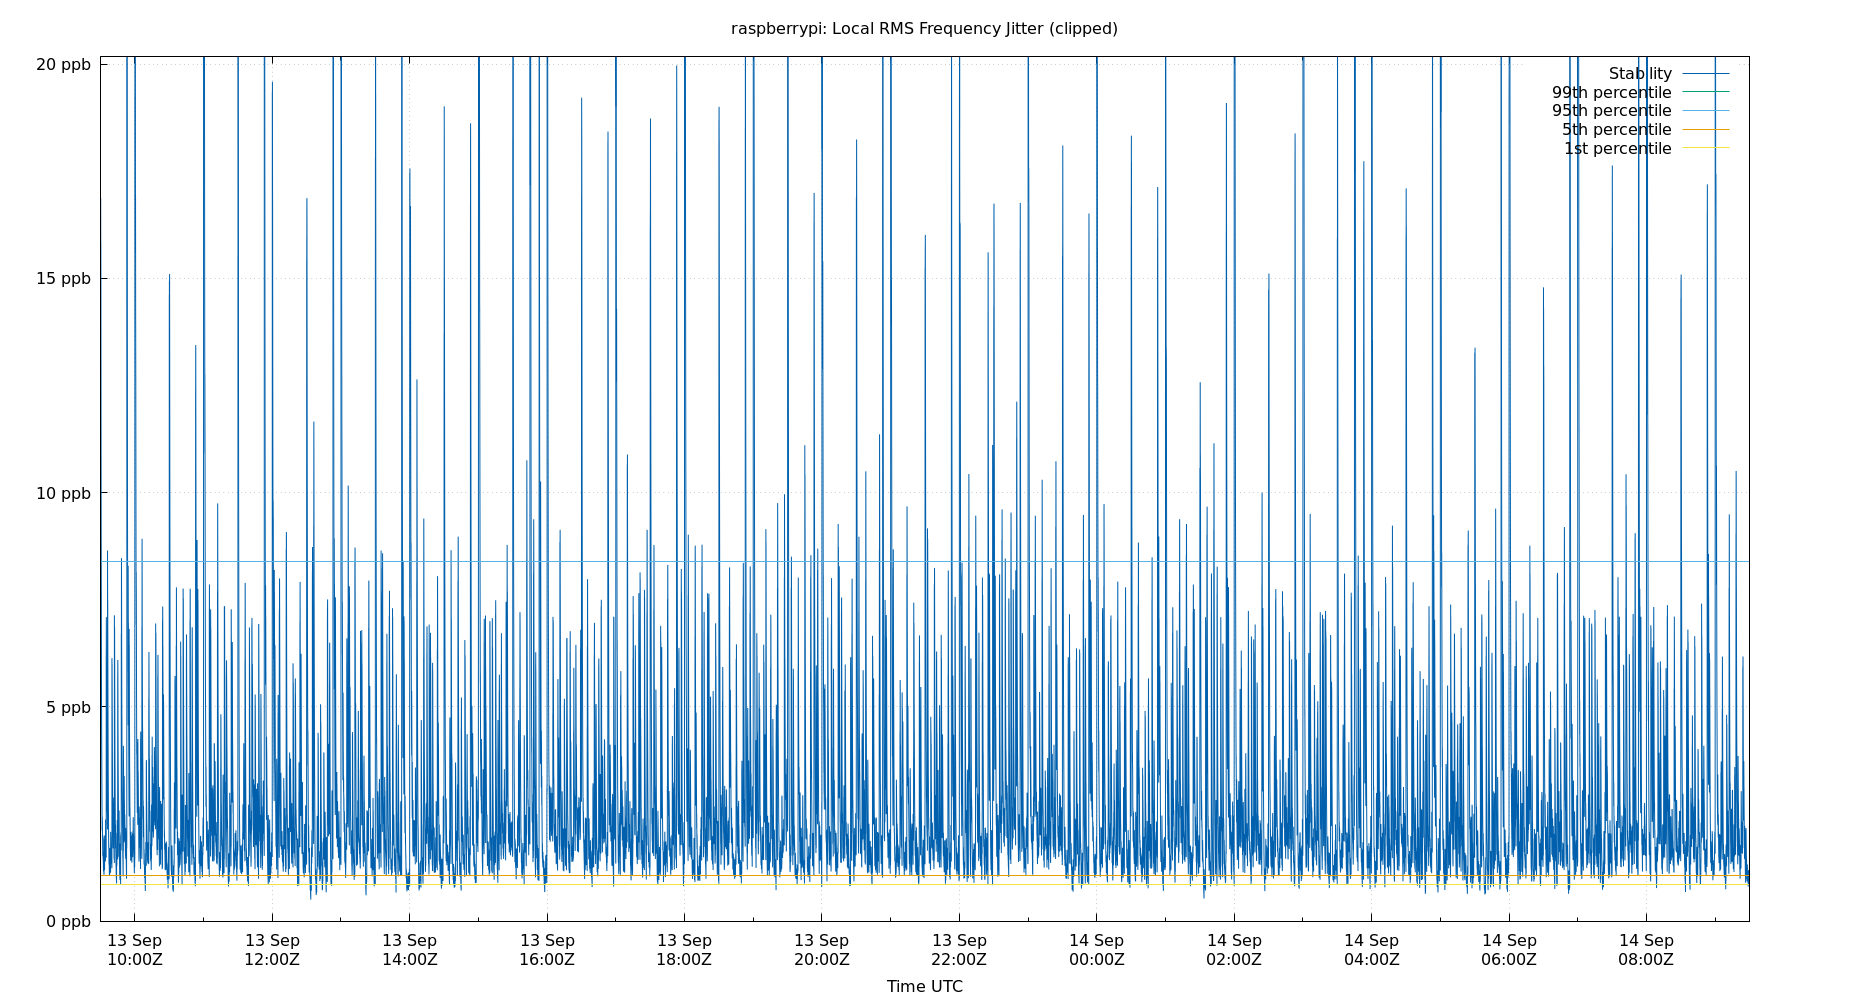 raspberrypi: Local RMS Frequency Jitter (clipped)
20 ppb
15 ppb
10 ppb
5 ppb
0 ppb
Stability
99th percentile
95th percentile
5th percentile
1st percentile
13 Sep 13 Sep 13 Sep 13 Sep 13 Sep 13 Sep 13 Sep 14 Sep 14 Sep 14 Sep 14 Sep 14 Sep
10:00Z 12:00Z 14:00Z 16:00Z 18:00Z 20:00Z 22:00Z 00:00Z 02:00Z 04:00Z 06:00Z 08:00Z
Time UTC